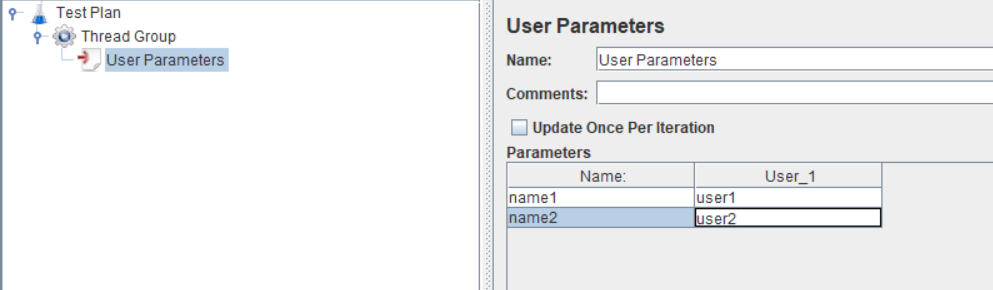 Test Plan
Thread Group
User Parameters
User Parameters
Name: User Parameters
Comments:
Update Once Per Iteration
Parameters
Name: User_1
name1 user1
name2 user2